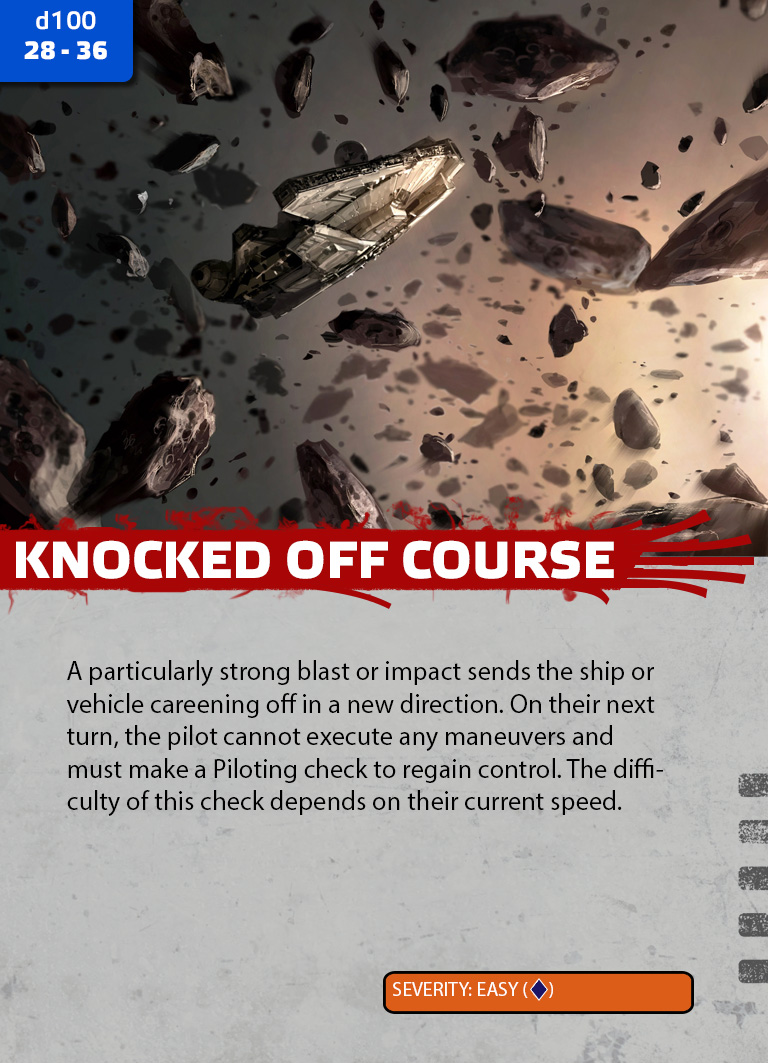 d100
28 - 36
KNOCKED OFF COURSE
A particularly strong blast or impact sends the ship or
vehicle careening off in a new direction. On their next
turn, the pilot cannot execute any maneuvers and
must make a Piloting check to regain control. The diffi-
culty of this check depends on their current speed.
SEVERITY: EASY (♦)